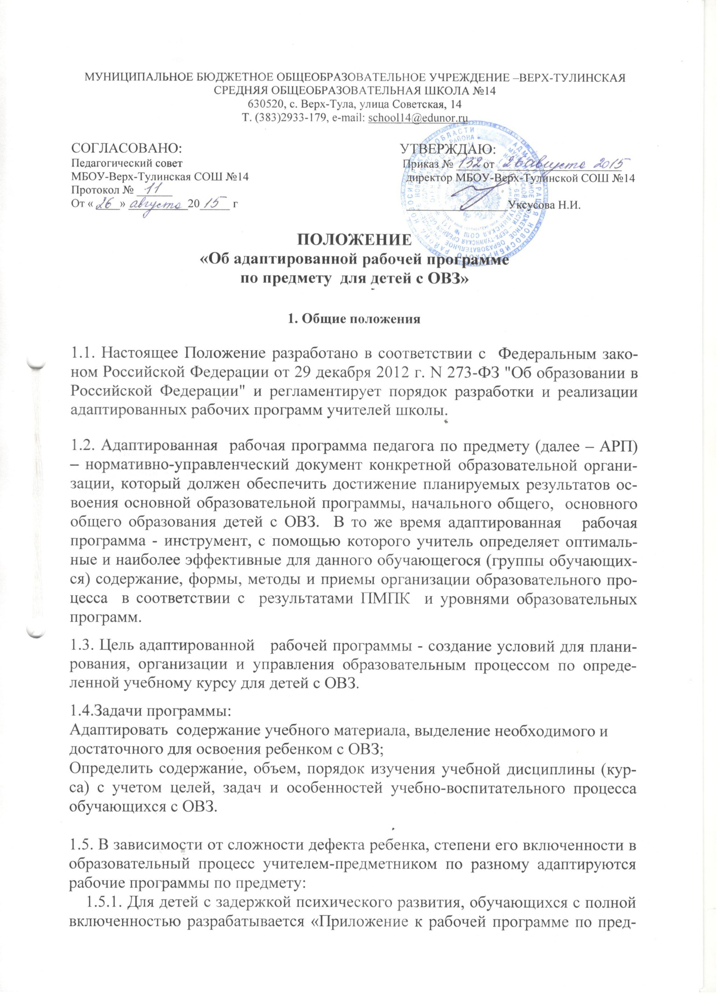 МУНИЦИПАЛЬНОЕ БЮДЖЕТНОЕ ОБЩЕОБРАЗОВАТЕЛЬНОЕ УЧРЕЖДЕНИЕ –ВЕРХ-ТУЛИНСКАЯ
СРЕДНЯЯ ОБЩЕОБРАЗОВАТЕЛЬНАЯ ШКОЛА №14
630520, с. Верх-Тула, улица Советская, 14
Т. (383)2933-179, e-mail: school14@edunor.ru
СОГЛАСОВАНО:
Педагогический совет
МБОУ-Верх-Тулинская СОШ №14
Протокол № 11
От « 26 » августа 20 15 г
УТВЕРЖДАЮ:
Приказ № 132 от 26 августа 2015
директор МБОУ-Верх-Тулинской СОШ №14
Уксусова Н.И.
ПОЛОЖЕНИЕ
«Об адаптированной рабочей программе
по предмету для детей с ОВЗ»
1. Общие положения
1.1. Настоящее Положение разработано в соответствии с Федеральным зако-
ном Российской Федерации от 29 декабря 2012 г. N 273-ФЗ "Об образовании в
Российской Федерации" и регламентирует порядок разработки и реализации
адаптированных рабочих программ учителей школы.
1.2. Адаптированная рабочая программа педагога по предмету (далее – АРП)
– нормативно-управленческий документ конкретной образовательной органи-
зации, который должен обеспечить достижение планируемых результатов ос-
воения основной образовательной программы, начального общего, основного
общего образования детей с ОВЗ. В то же время адаптированная рабочая
программа - инструмент, с помощью которого учитель определяет оптималь-
ные и наиболее эффективные для данного обучающегося (группы обучающих-
ся) содержание, формы, методы и приемы организации образовательного про-
цесса в соответствии с результатами ПМПК и уровнями образовательных
программ.
1.3. Цель адаптированной рабочей программы - создание условий для плани-
рования, организации и управления образовательным процессом по опреде-
ленной учебному курсу для детей с ОВЗ.
1.4.Задачи программы:
Адаптировать содержание учебного материала, выделение необходимого и
достаточного для освоения ребенком с ОВЗ;
Определить содержание, объем, порядок изучения учебной дисциплины (кур-
са) с учетом целей, задач и особенностей учебно-воспитательного процесса
обучающихся с ОВЗ.
1.5. В зависимости от сложности дефекта ребенка, степени его включенности в
образовательный процесс учителем-предметником по разному адаптируются
рабочие программы по предмету:
1.5.1. Для детей с задержкой психического развития, обучающихся с полной
включенностью разрабатывается «Приложение к рабочей программе по пред-